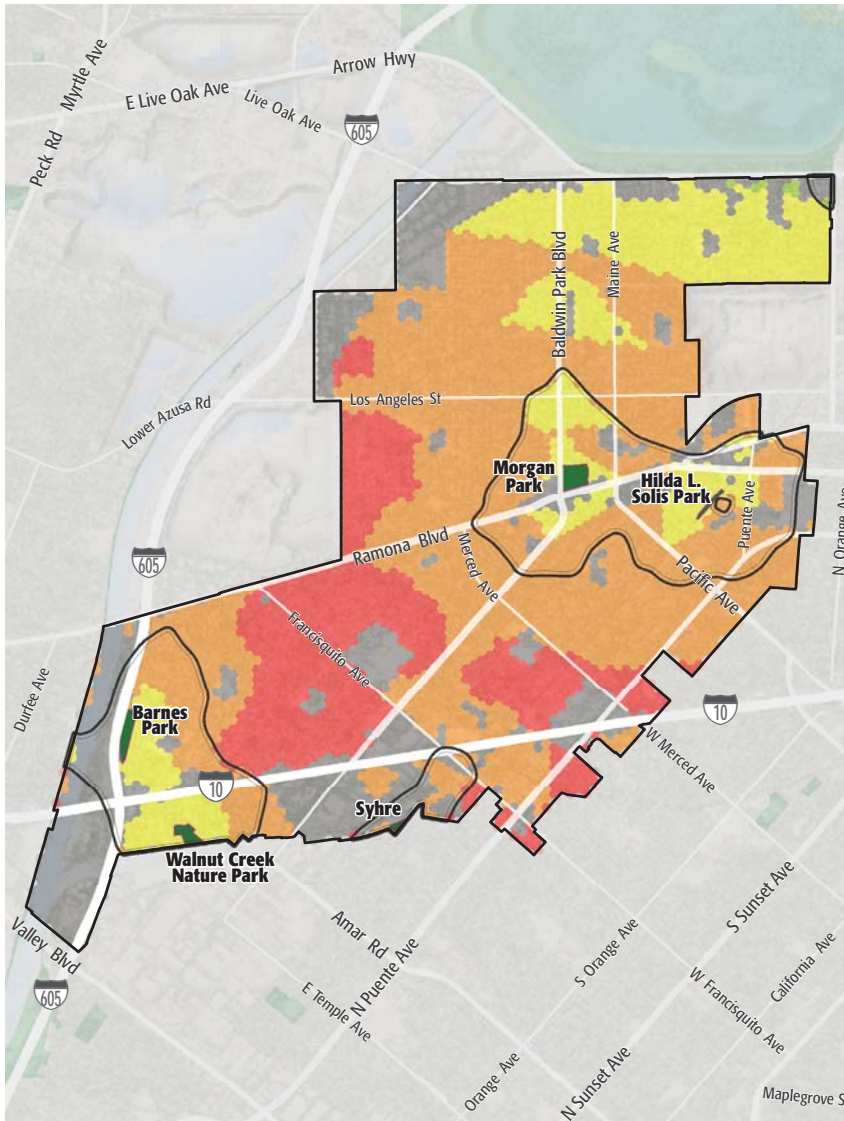 Myrtle Ave
Peck Rd
E Live Oak Ave
Live Oak Ave
Arrow Hwy
605
Baldwin Park Blvd
Maine Ave
Los Angeles St
Lower Azusa Rd
Morgan
Park
Hilda L.
Solis Park
Puente Ave
N Orange Ave
Ramona Blvd
Merced Ave
Pacific Ave
605
Francisquito Ave
Durfee Ave
Barnes
Park
10
W Merced Ave
10
Syhre
Walnut Creek
Nature Park
Valley Blvd
605
Amar Rd
N Puente Ave
E Temple Ave
S Orange Ave
S Sunset Ave
California Ave
W Francisquito Ave
Orange Ave
N Sunset Ave
Maplegrove S